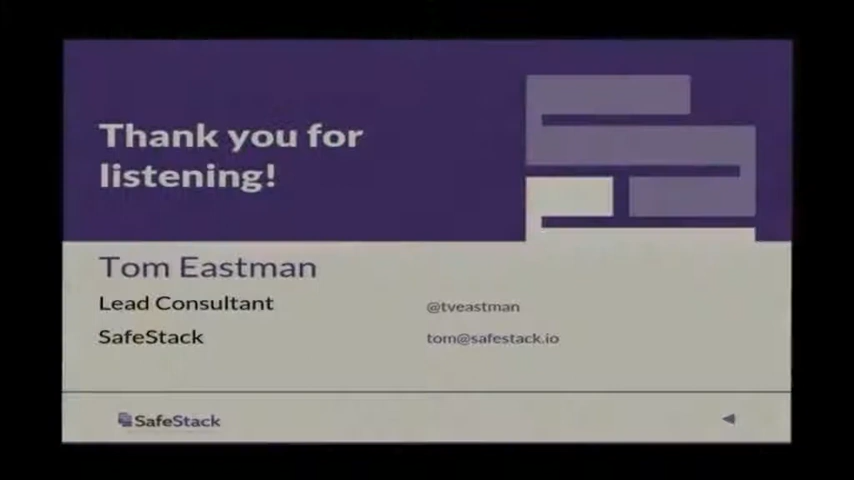 Thank you for
listening!
Tom Eastman
Lead Consultant
@tveastman
SafeStack
tom@safestack.io
SafeStack